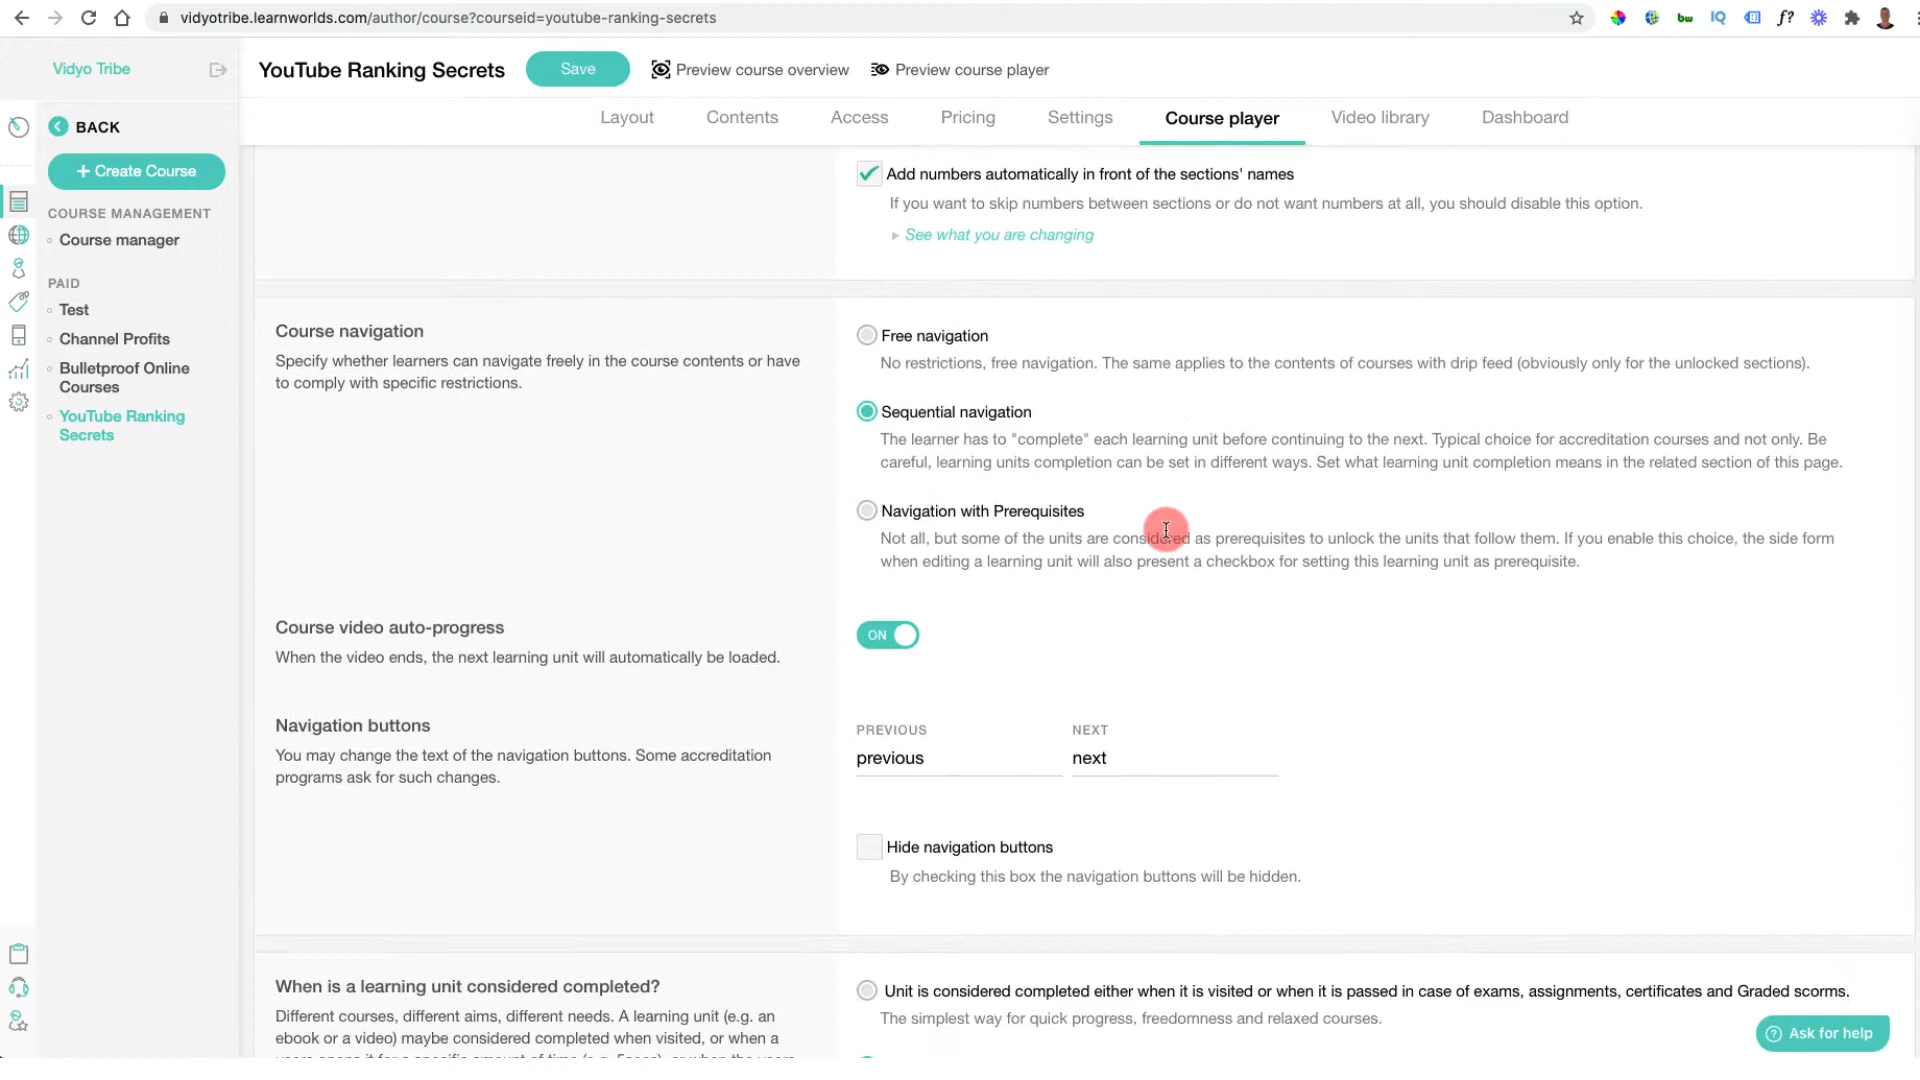 vidyotribe.learnworlds.com/author/course?courseid=youtube-ranking-secrets
bw
IQ
f?
Vidyo Tribe
YouTube Ranking Secrets
Save
Preview course overview
Preview course player
Layout
Contents
Access
Pricing
Settings
Course player
Video library
Dashboard
BACK
+ Create Course
COURSE MANAGEMENT
Course manager
PAID
Test
Channel Profits
Bulletproof Online
Courses
YouTube Ranking
Secrets
Add numbers automatically in front of the sections' names
If you want to skip numbers between sections or do not want numbers at all, you should disable this option.
See what you are changing
Course navigation
Specify whether learners can navigate freely in the course contents or have
to comply with specific restrictions.
Free navigation
No restrictions, free navigation. The same applies to the contents of courses with drip feed (obviously only for the unlocked sections).
Sequential navigation
The learner has to "complete" each learning unit before continuing to the next. Typical choice for accreditation courses and not only. Be
careful, learning units completion can be set in different ways. Set what learning unit completion means in the related section of this page.
Navigation with Prerequisites
Not all, but some of the units are considered as prerequisites to unlock the units that follow them. If you enable this choice, the side form
when editing a learning unit will also present a checkbox for setting this learning unit as prerequisite.
Course video auto-progress
When the video ends, the next learning unit will automatically be loaded.
ON
Navigation buttons
You may change the text of the navigation buttons. Some accreditation
programs ask for such changes.
PREVIOUS
previous
NEXT
next
Hide navigation buttons
By checking this box the navigation buttons will be hidden.
When is a learning unit considered completed?
Different courses, different aims, different needs. A learning unit (e.g. an
ebook or a video) maybe considered completed when visited, or when a
Unit is considered completed either when it is visited or when it is passed in case of exams, assignments, certificates and Graded scorms.
The simplest way for quick progress, freedomness and relaxed courses.
Ask for help